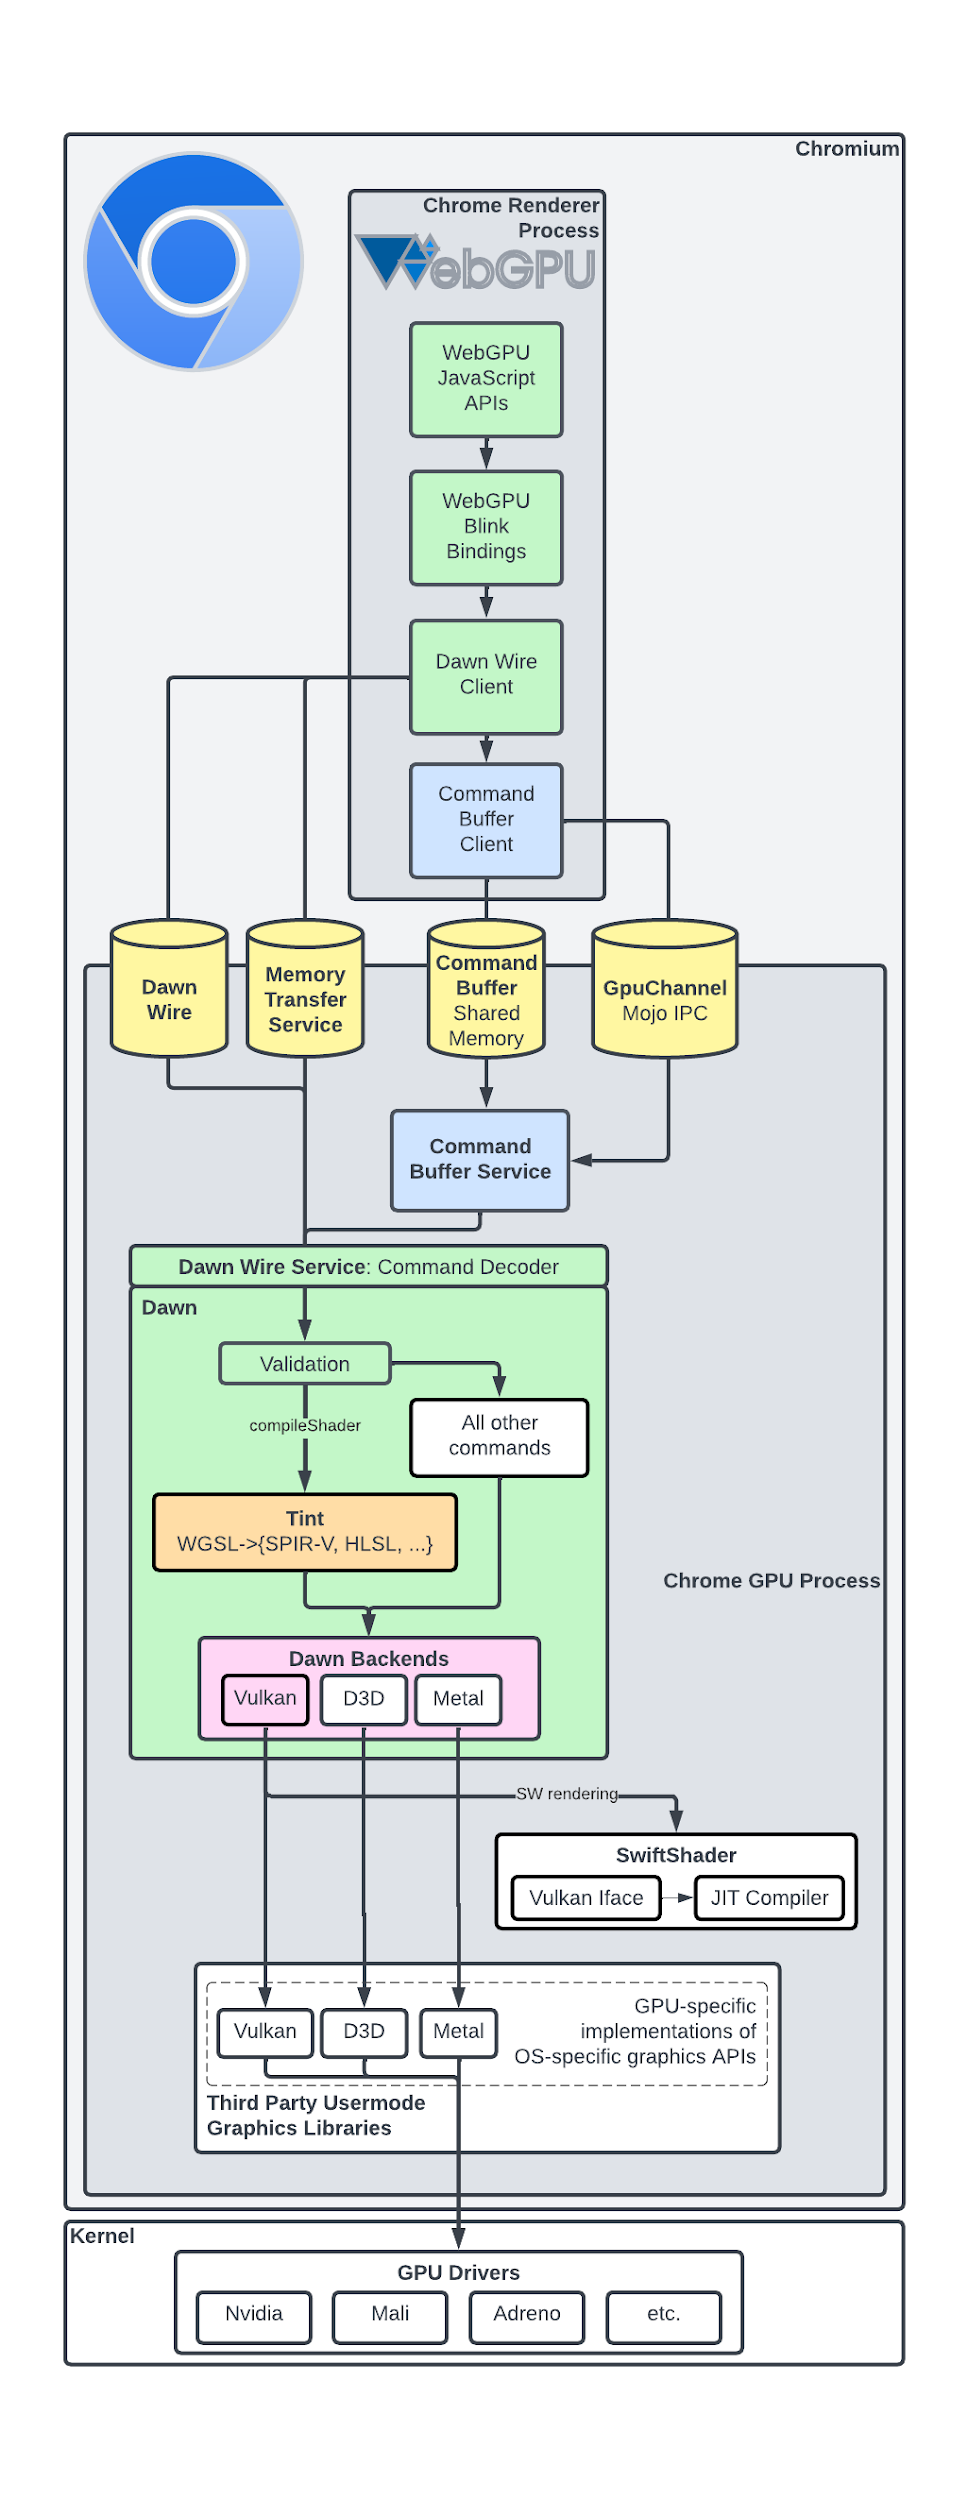 Chromium
Chrome Renderer
Process
WebGPU
WebGPU
JavaScript
APIs
WebGPU
Blink
Bindings
Dawn Wire
Client
Command
Buffer
Client
Dawn
Wire
Memory
Transfer
Service
Command
Buffer
Shared
Memory
GpuChannel
Mojo IPC
Command
Buffer Service
Dawn Wire Service: Command Decoder
Dawn
Validation
compileShader
All other
commands
Tint
WGSL->{SPIR-V, HLSL, ...}
Chrome GPU Process
Dawn Backends
Vulkan
D3D
Metal
SW rendering
SwiftShader
Vulkan Iface
JIT Compiler
GPU-specific
implementations of
OS-specific graphics APIs
Vulkan
D3D
Metal
Third Party Usermode
Graphics Libraries
Kernel
GPU Drivers
Nvidia
Mali
Adreno
etc.